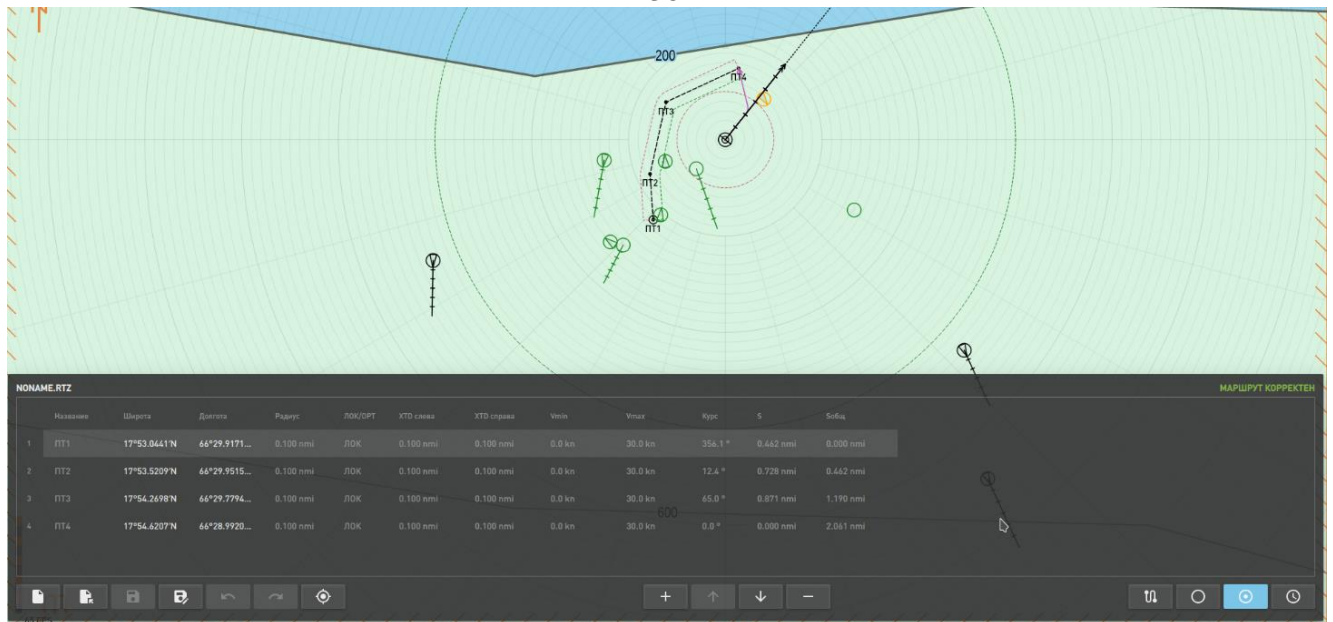 N
200
ПТ4
ПТ3
ПТ2
ПТ1
NONAME.RTZ
МАРШРУТ КОРРЕКТЕН
Название Широта Долгота Радиус ЛОК/ОРТ XTD слева XTD справа Vmin Vmax Курс S Sобщ
1 ПТ1 17°53.0441'N 66°29.9171... 0.100 nmi ЛОК 0.100 nmi 0.100 nmi 0.0 kn 30.0 kn 356.1 ° 0.462 nmi 0.000 nmi
2 ПТ2 17°53.5209'N 66°29.9515... 0.100 nmi ЛОК 0.100 nmi 0.100 nmi 0.0 kn 30.0 kn 12.4 ° 0.728 nmi 0.462 nmi
3 ПТ3 17°54.2698'N 66°29.7794... 0.100 nmi ЛОК 0.100 nmi 0.100 nmi 0.0 kn 30.0 kn 65.0 ° 0.871 nmi 1.190 nmi
600
4 ПТ4 17°54.6207'N 66°28.9920... 0.100 nmi ЛОК 0.100 nmi 0.100 nmi 0.0 kn 30.0 kn 0.0 ° 0.000 nmi 2.061 nmi